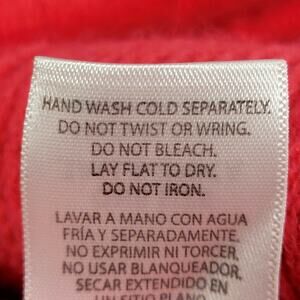 HAND WASH COLD SEPARATELY.
DO NOT TWIST OR WRING.
DO NOT BLEACH.
LAY FLAT TO DRY.
DO NOT IRON.
LAVAR A MANO CON AGUA
FRÍA Y SEPARADAMENTE.
NO EXPRIMIR NI TORCER.
NO USAR BLANQUEADOR.
SECAR EXTENDIDO EN
UN SITIO PLANO.